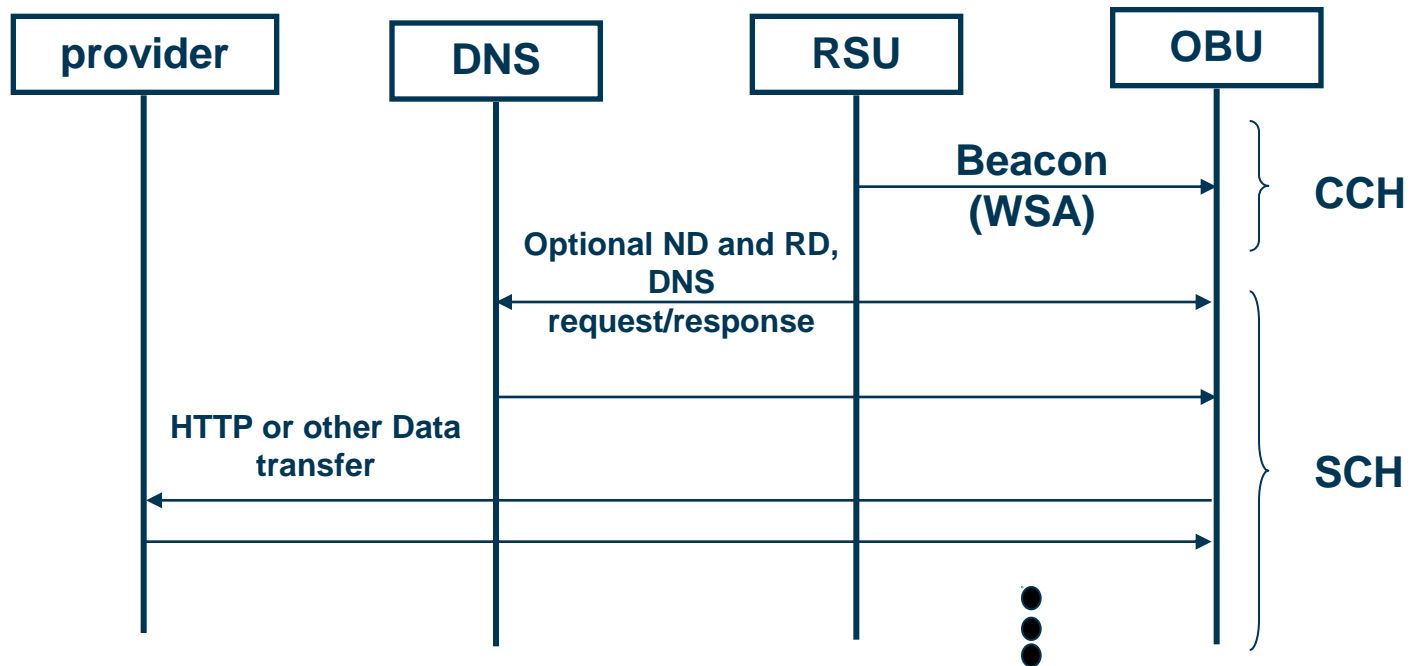 provider
DNS
RSU
OBU
Beacon
(WSA)
CCH
Optional ND and RD,
DNS
request/response
HTTP or other Data
transfer
SCH